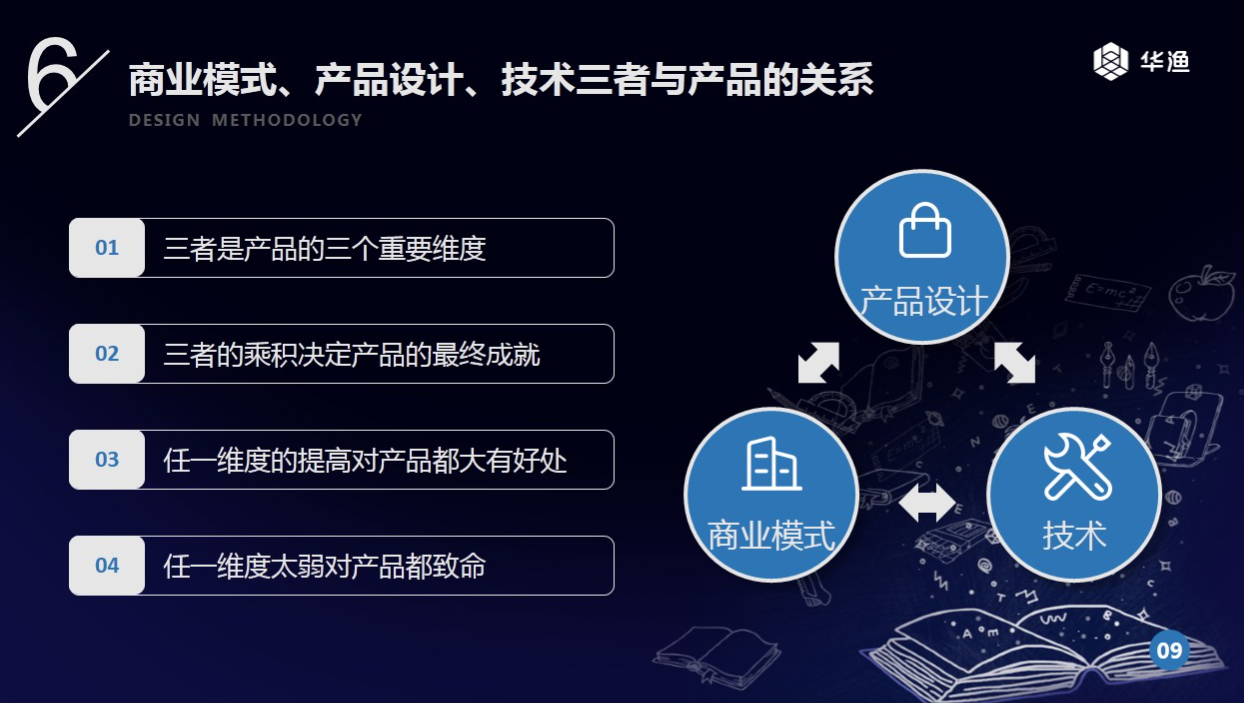 6
商业模式、产品设计、技术三者与产品的关系
DESIGN METHODOLOGY
华渔
01 三者是产品的三个重要维度
02 三者的乘积决定产品的最终成就
03 任一维度的提高对产品都大有好处
04 任一维度太弱对产品都致命
产品设计
商业模式
技术
E=mc²
09